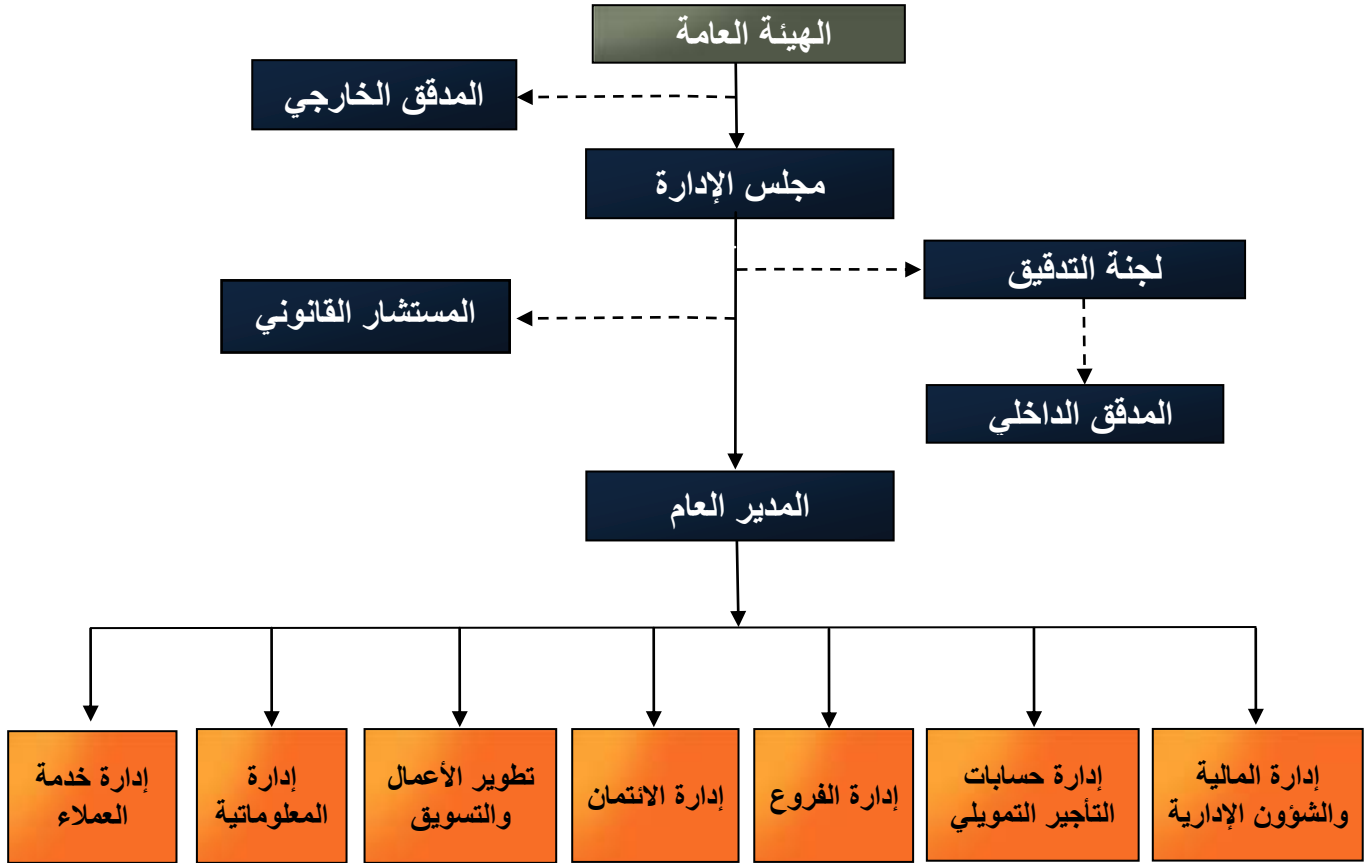 الهيئة العامة
المدقق الخارجي
مجلس الإدارة
لجنة التدقيق
المستشار القانوني
المدقق الداخلي
المدير العام
إدارة المالية
والشؤون الإدارية
إدارة حسابات
التأجير التمويلي
إدارة الفروع
إدارة الائتمان
تطوير الأعمال
والتسويق
إدارة
المعلوماتية
إدارة خدمة
العملاء